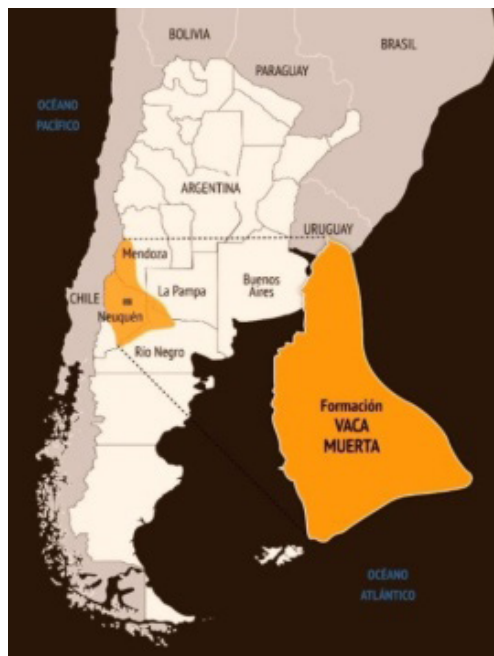 BOLIVIA
BRASIL
PARAGUAY
OCÉANO
PACÍFICO
ARGENTINA
URUGUAY
Mendoza
CHILE
La Pampa
Buenos
Aires
Neuquén
Río Negro
Formación
VACA
MUERTA
OCÉANO
ATLÁNTICO